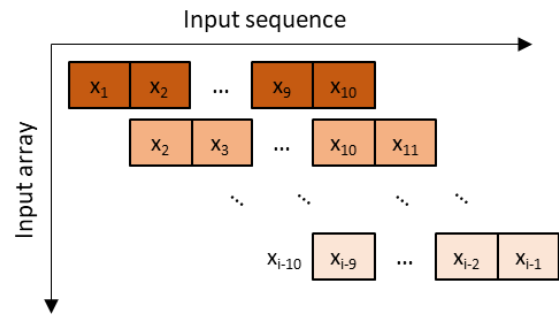 Input sequence
Input array
x₁ x₂ ... x₉ x₁₀
x₂ x₃ ... x₁₀ x₁₁
xᵢ₋₁₀ xᵢ₋₉ ... xᵢ₋₂ xᵢ₋₁